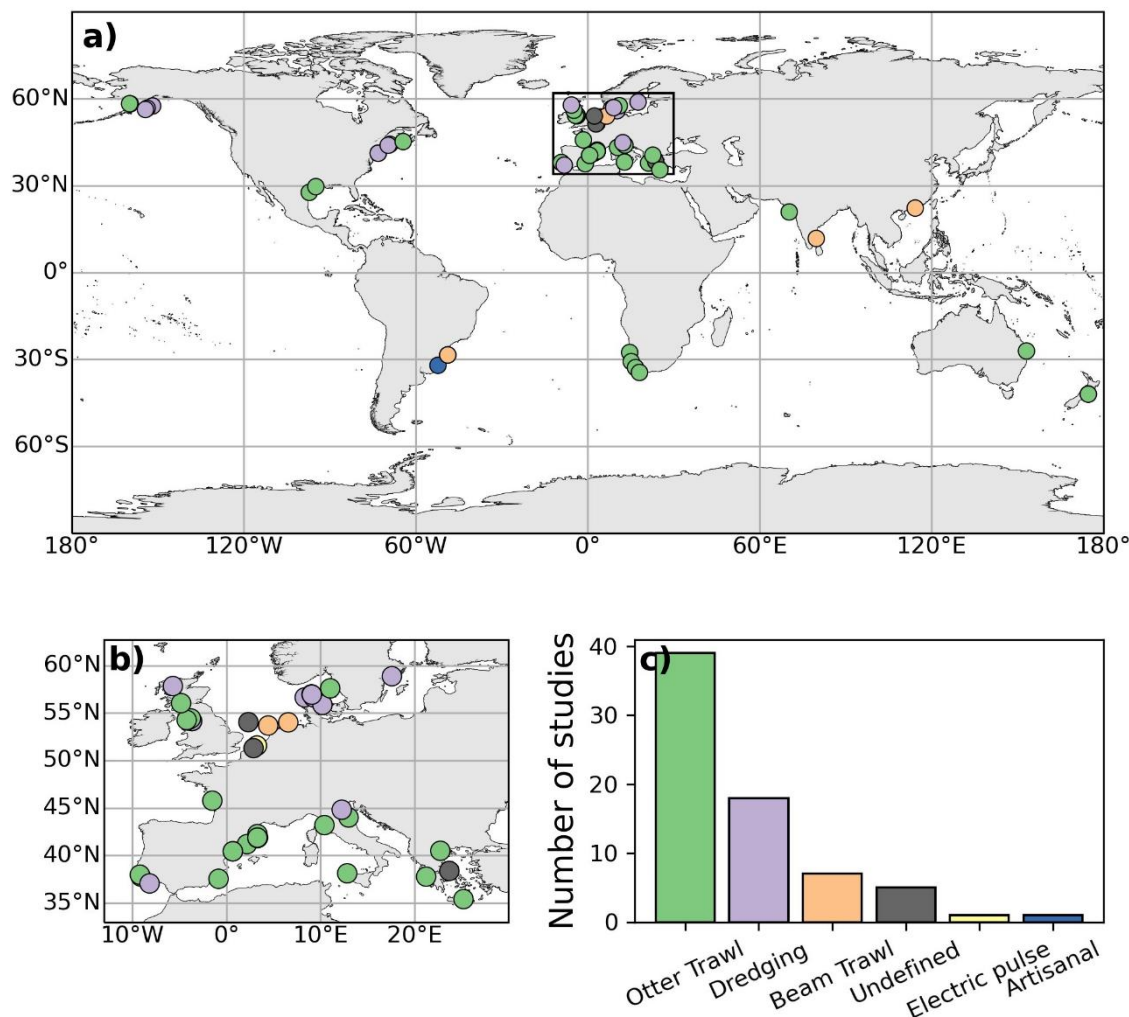 a)
60°N
30°N
0°
30°S
60°S
180°
120°W
60°W
0°
60°E
120°E
180°
b)
60°N
55°N
50°N
45°N
40°N
35°N
10°W
0°
10°E
20°E
c)
Number of studies
40
30
20
10
0
Otter Trawl
Dredging
Beam Trawl
Undefined
Electric pulse
Artisanal